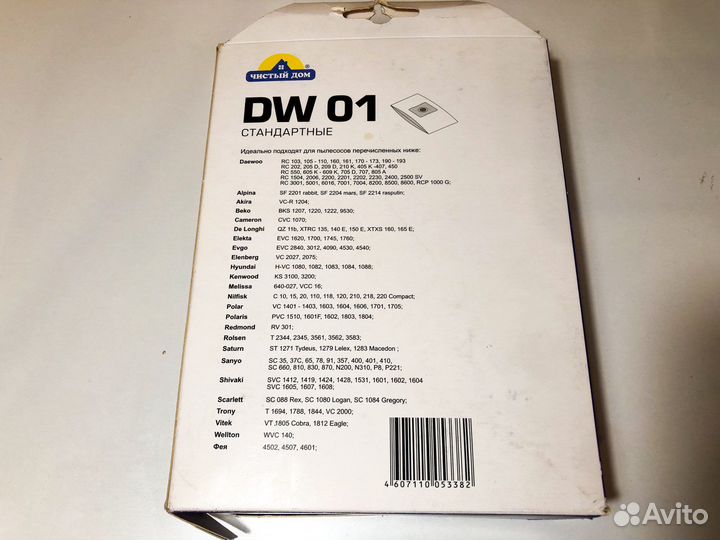 ЧИСТЫЙ ДОМ ®
DW 01
СТАНДАРТНЫЕ
Идеально подходят для пылесосов перечисленных ниже:
Daewoo RC 103, 105 - 110, 160, 161, 170 - 173, 190 - 193
RC 202, 205 D, 209 D, 210 K, 405 K -407, 450
RC 550, 605 K - 609 K, 705 D, 707, 805 A
RC 1504, 2006, 2200, 2201, 2202, 2230, 2400, 2500 SV
RC 3001, 5001, 6016, 7001, 7004, 8200, 8500, 8600, RCP 1000 G;
Alpina SF 2201 rabbit, SF 2204 mars, SF 2214 rasputin;
Akira VC-R 1204;
Beko BKS 1207, 1220, 1222, 9530;
Cameron CVC 1070;
De Longhi QZ 11b, XTRC 135, 140 E, 150 E, XTXS 160, 165 E;
Elekta EVC 1620, 1700, 1745, 1760;
Evgo EVC 2840, 3012, 4090, 4530, 4540;
Elenberg VC 2027, 2075;
Hyundai H-VC 1080, 1082, 1083, 1084, 1088;
Kenwood KS 3100, 3200;
Melissa 640-027, VCC 16;
Nilfisk C 10, 15, 20, 110, 118, 120, 210, 218, 220 Compact;
Polar VC 1401 - 1403, 1603, 1604, 1606, 1701, 1705;
Polaris PVC 1510, 1601F, 1602, 1803, 1804;
Redmond RV 301;
Rolsen T 2344, 2345, 3561, 3562, 3583;
Saturn ST 1271 Tydeus, 1279 Lelex, 1283 Macedon ;
Sanyo SC 35, 37C, 65, 78, 91, 357, 400, 401, 410,
SC 660, 810, 830, 870, N200, N310, P8, P221;
Shivaki SVC 1412, 1419, 1424, 1428, 1531, 1601, 1602, 1604
SVC 1605, 1607, 1608;
Scarlett SC 088 Rex, SC 1080 Logan, SC 1084 Gregory;
Trony T 1694, 1788, 1844, VC 2000;
Vitek VT 1805 Cobra, 1812 Eagle;
Wellton WVC 140;
Фея 4502, 4507, 4601;
4 607110 053382
Avito